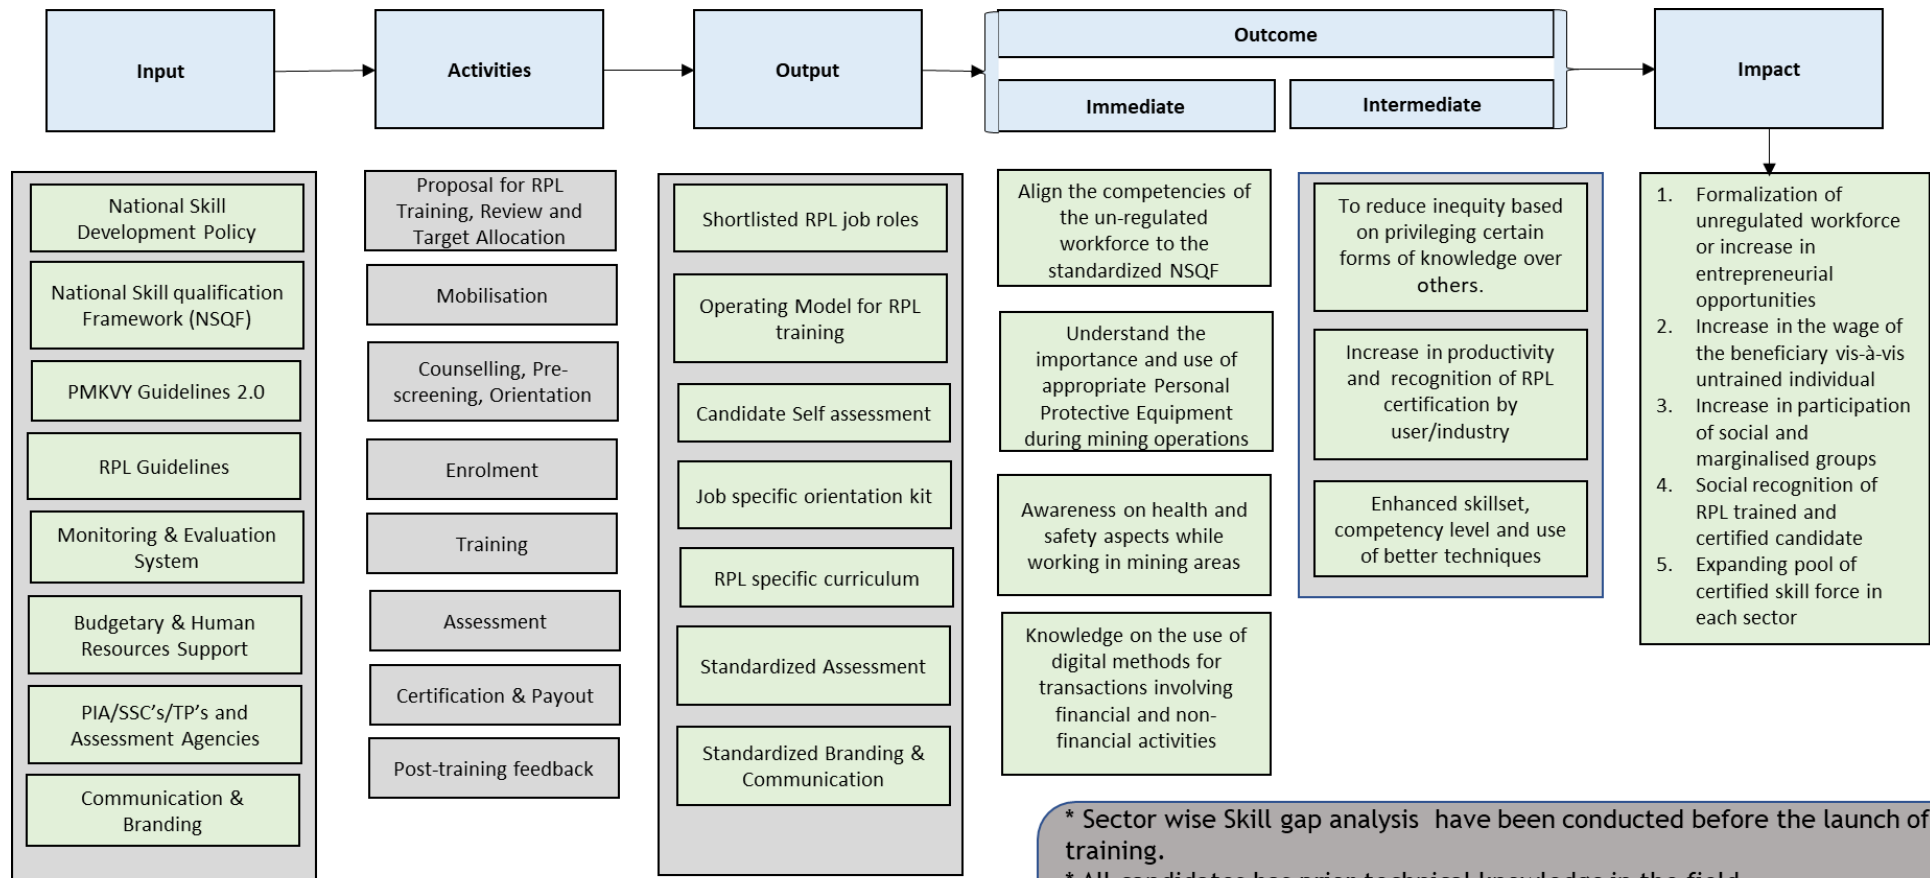 Input
Activities
Output
Outcome
Immediate
Intermediate
Impact
National Skill
Development Policy
National Skill qualification
Framework (NSQF)
PMKVY Guidelines 2.0
RPL Guidelines
Monitoring & Evaluation
System
Budgetary & Human
Resources Support
PIA/SSC's/TP's and
Assessment Agencies
Communication &
Branding
Proposal for RPL
Training, Review and
Target Allocation
Mobilisation
Counselling, Pre-
screening, Orientation
Enrolment
Training
Assessment
Certification & Payout
Post-training feedback
Shortlisted RPL job roles
Operating Model for RPL
training
Candidate Self assessment
Job specific orientation kit
RPL specific curriculum
Standardized Assessment
Standardized Branding &
Communication
Align the competencies of
the un-regulated
workforce to the
standardized NSQF
Understand the
importance and use of
appropriate Personal
Protective Equipment
during mining operations
Awareness on health and
safety aspects while
working in mining areas
Knowledge on the use of
digital methods for
transactions involving
financial and non-
financial activities
To reduce inequity based
on privileging certain
forms of knowledge over
others.
Increase in productivity
and recognition of RPL
certification by
user/industry
Enhanced skillset,
competency level and use
of better techniques
1. Formalization of
unregulated workforce
or increase in
entrepreneurial
opportunities
2. Increase in the wage of
the beneficiary vis-à-vis
untrained individual
3. Increase in participation
of social and
marginalised groups
4. Social recognition of
RPL trained and
certified candidate
5. Expanding pool of
certified skill force in
each sector
* Sector wise Skill gap analysis have been conducted before the launch of
training.
* All candidates has prior technical knowledge in the field